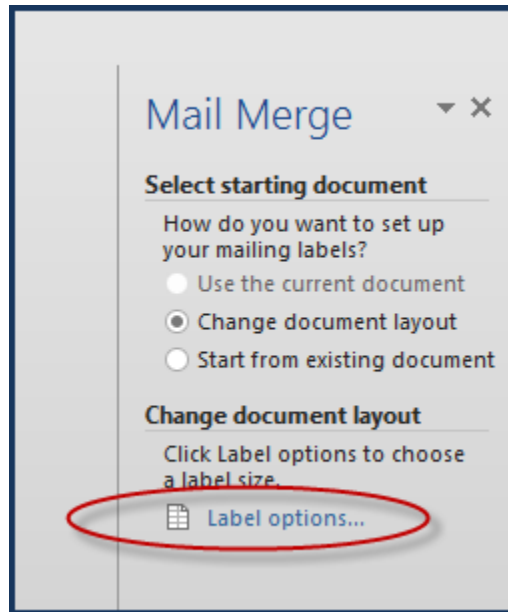 Mail Merge
Select starting document
How do you want to set up
your mailing labels?
Use the current document
Change document layout
Start from existing document
Change document layout
Click Label options to choose
a label size.
Label options...